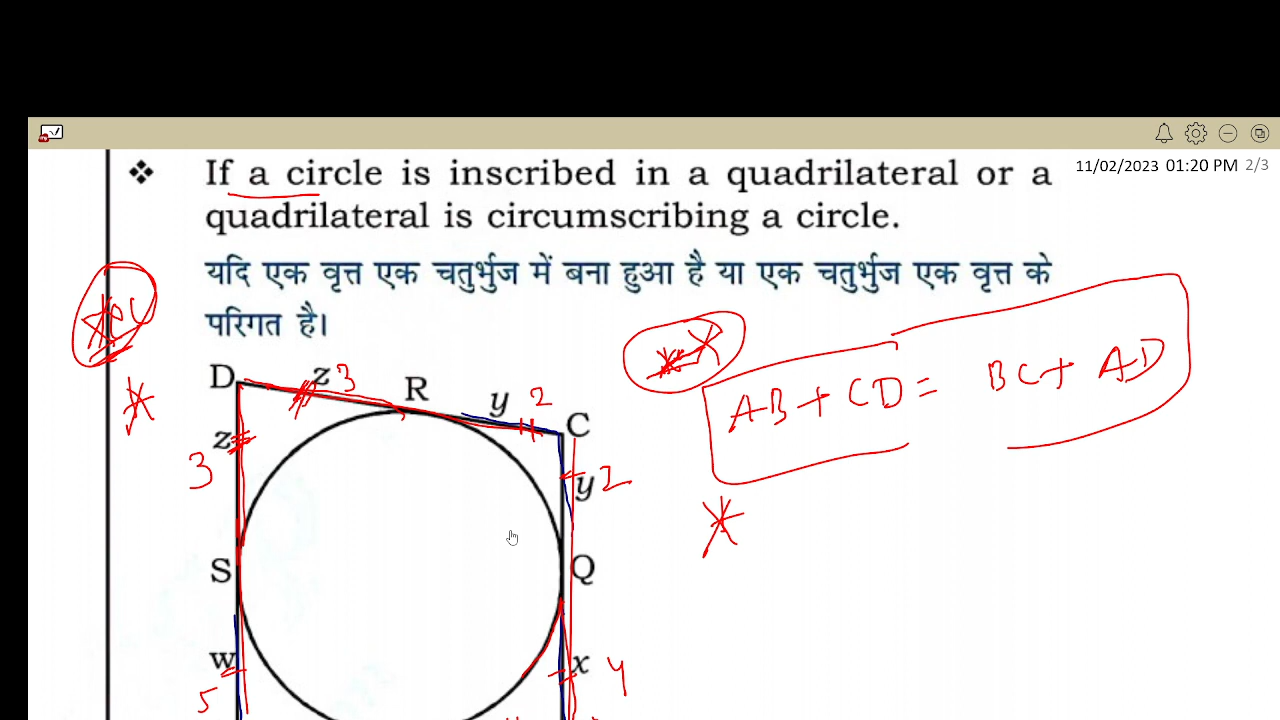 11/02/2023 01:20 PM 2/3
❖ If a circle is inscribed in a quadrilateral or a
quadrilateral is circumscribing a circle.
यदि एक वृत्त एक चतुर्भुज में बना हुआ है या एक चतुर्भुज एक वृत्त के
परिगत है।
AB + CD = BC + AD
D z 3 R y 2 C
z
3
y 2
S Q
w x 4
5